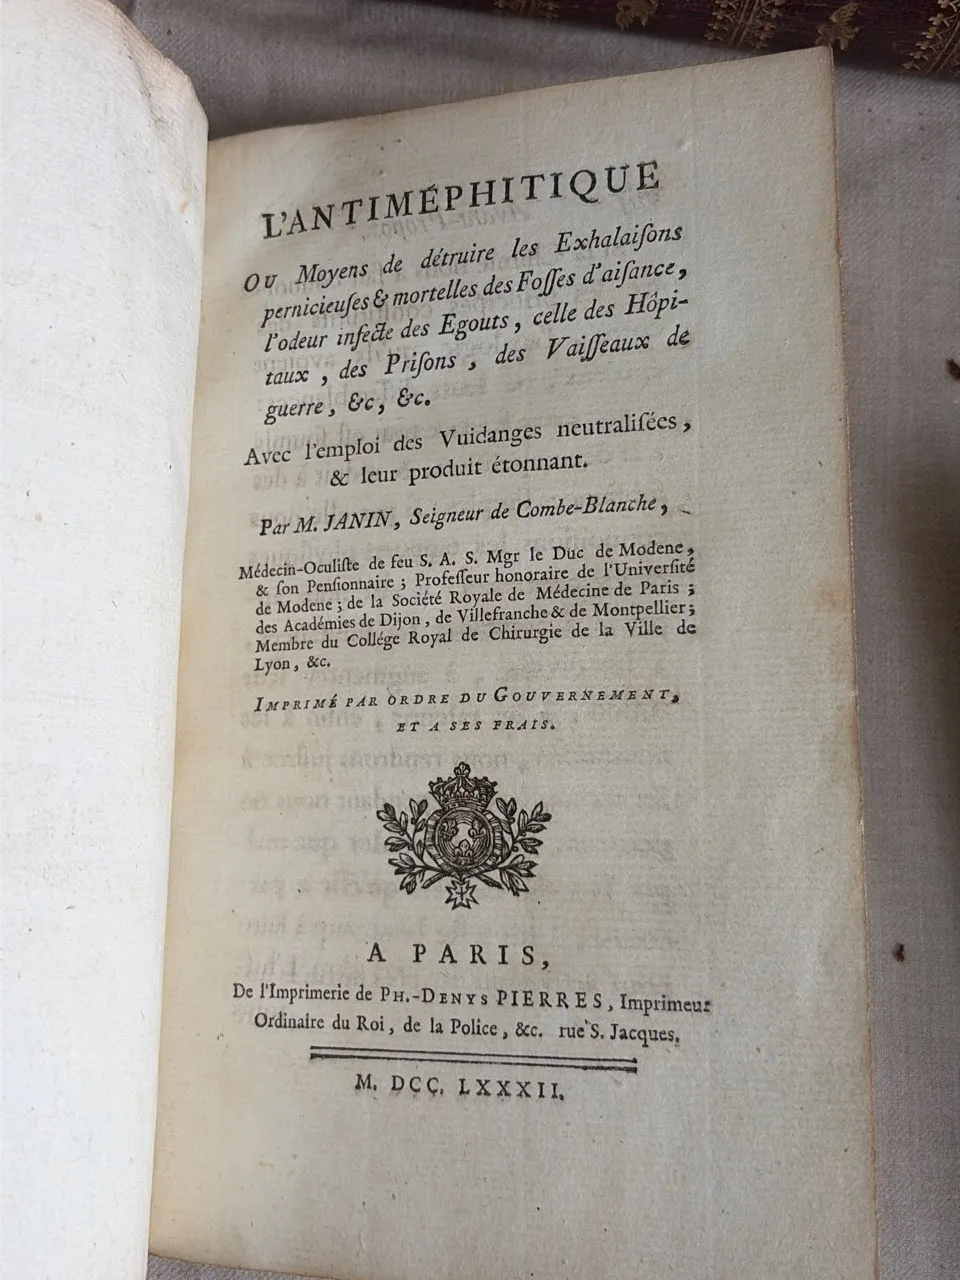 L'ANTIMÉPHITIQUE
OU Moyens de détruire les Exhalaiſons
pernicieuſes & mortelles des Foſſes d'aiſance,
l'odeur infecte des Egouts, celle des Hôpi-
taux, des Priſons, des Vaiſſeaux de
guerre, &c, &c.
Avec l'emploi des Vuidanges neutraliſées,
& leur produit étonnant.
Par M. JANIN, Seigneur de Combe-Blanche,
Médecin-Oculiſte de feu S. A. S. Mgr le Duc de Modene,
& ſon Penſionnaire; Profeſſeur honoraire de l'Univerſité
de Modene; de la Société Royale de Médecine de Paris;
des Académies de Dijon, de Villefranche & de Montpellier;
Membre du Collége Royal de Chirurgie de la Ville de
Lyon, &c.
IMPRIMÉ PAR ORDRE DU GOUVERNEMENT,
ET A SES FRAIS.
A PARIS,
De l'Imprimerie de PH.-DENYS PIERRES, Imprimeur
Ordinaire du Roi, de la Police, &c. rue S. Jacques.
M. DCC. LXXXII.